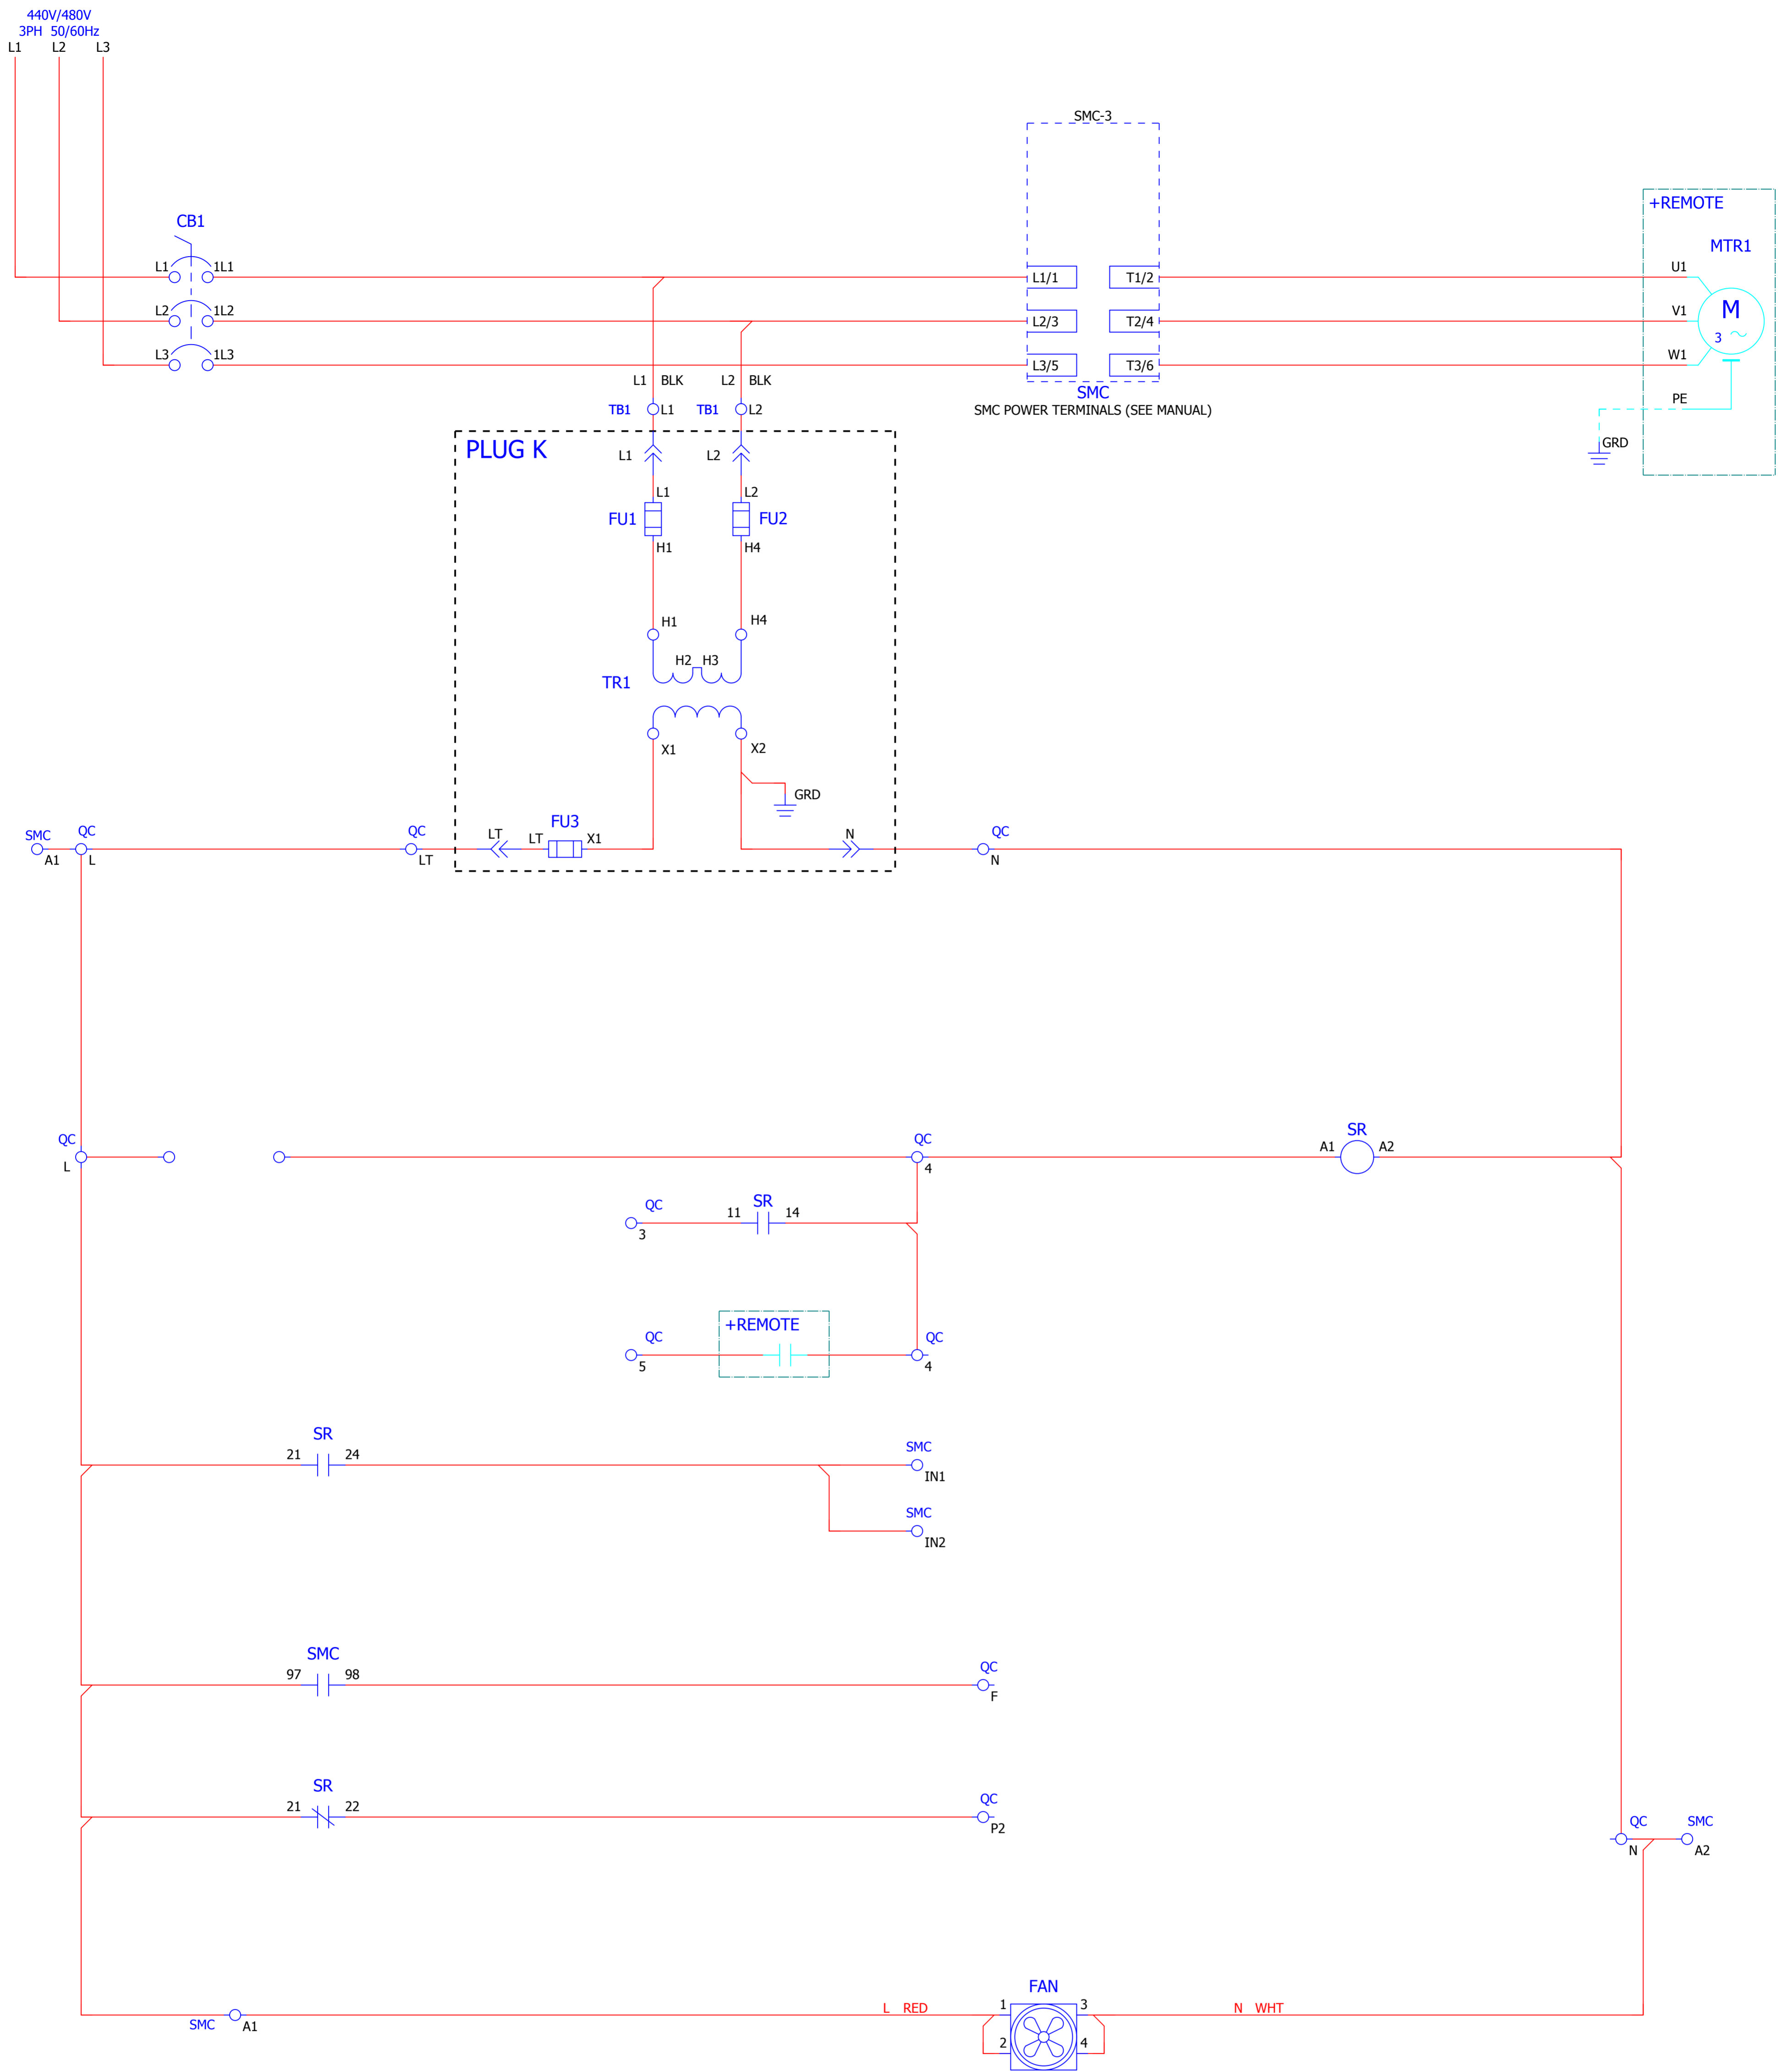 440V/480V
3PH 50/60Hz
L1 L2 L3
SMC-3
+REMOTE
MTR1
CB1
L1 1L1
L2 1L2
L3 1L3
L1/1 T1/2
L2/3 T2/4
L3/5 T3/6
U1
V1
W1
M
3
PE
GRD
SMC
SMC POWER TERMINALS (SEE MANUAL)
L1 BLK L2 BLK
TB1 L1 TB1 L2
PLUG K
L1 L2
L1 L2
FU1 FU2
H1 H4
H1 H4
H2 H3
TR1
X1 X2
GRD
SMC QC QC LT FU3 LT X1 N QC
A1 L LT N
QC QC SR
L 4 A1 A2
QC SR
3 11 14
+REMOTE
QC QC
5 4
SR SMC
21 24 IN1
SMC
IN2
SMC QC
97 98 F
SR QC
21 22 P2
QC SMC
N A2
FAN
L RED 1 3 N WHT
SMC A1
2 4